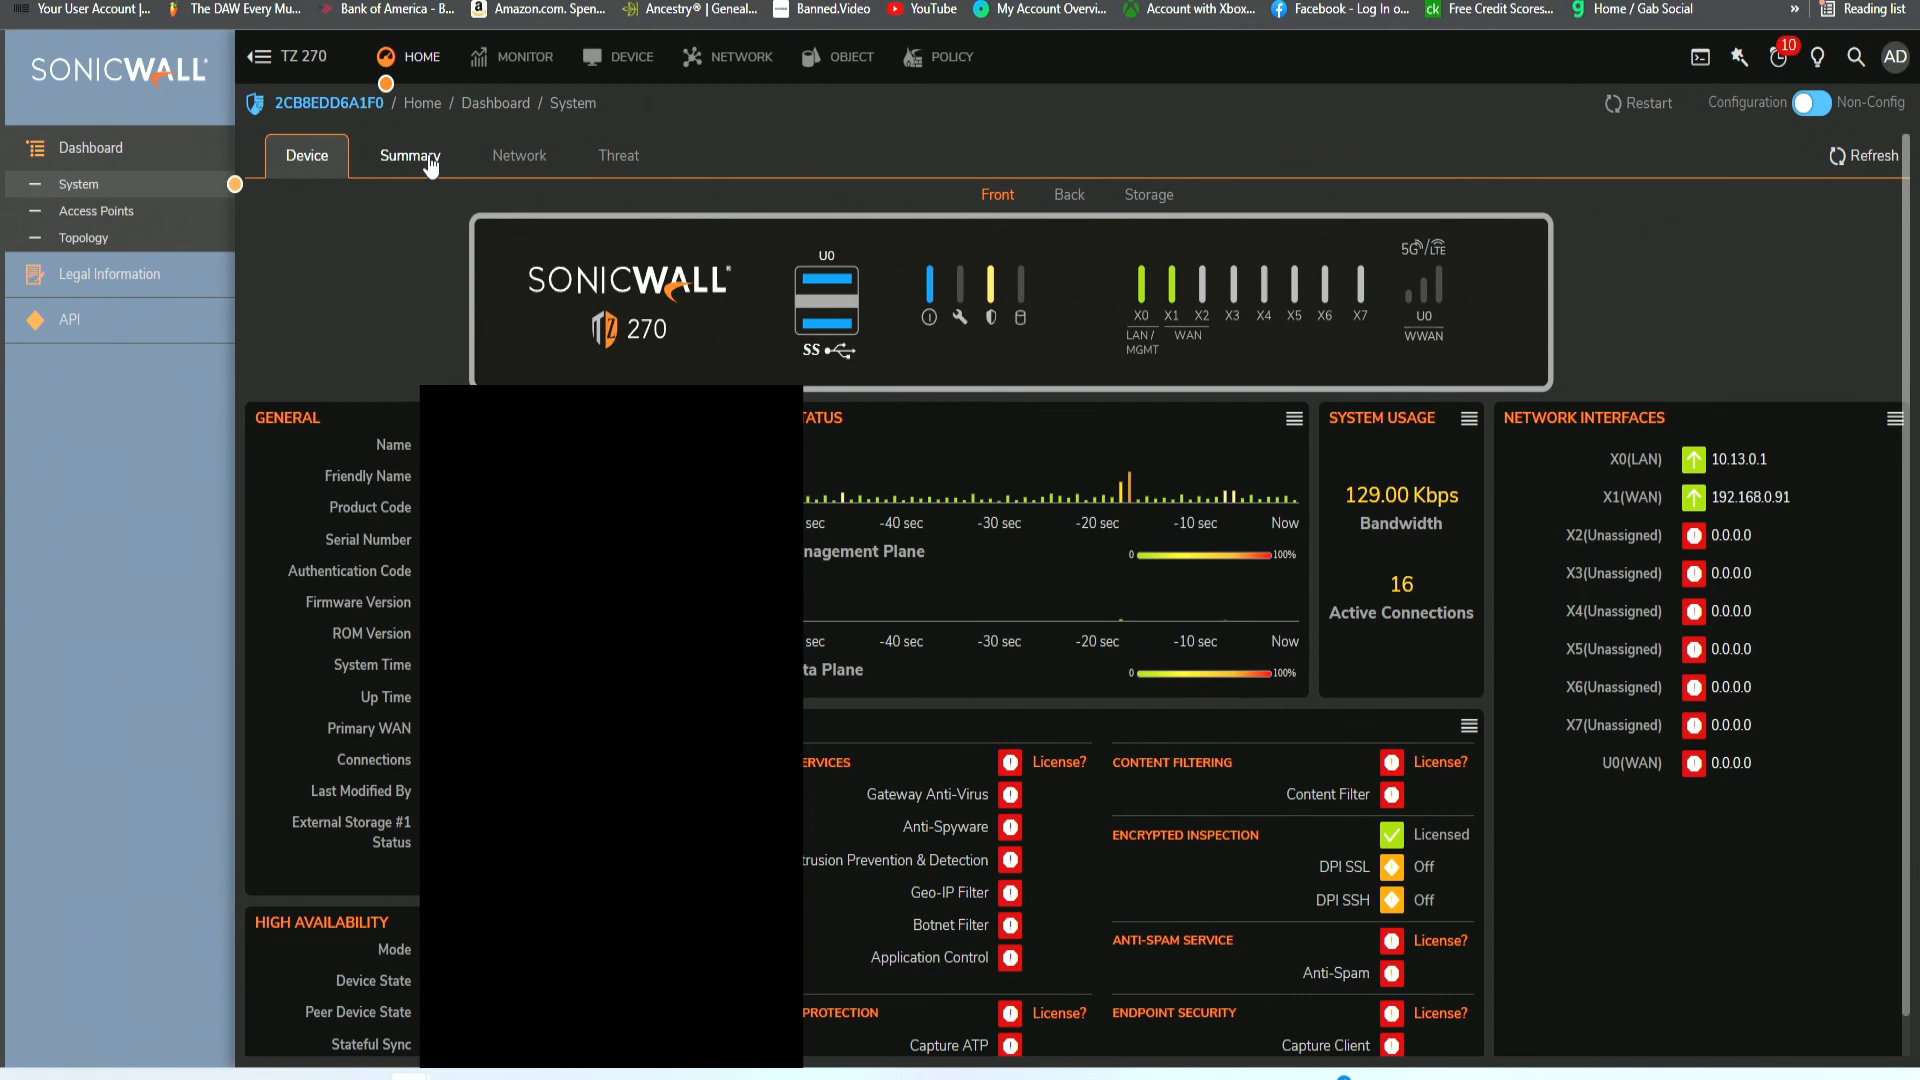 Your User Account |...
The DAW Every Mu...
Bank of America - B...
Amazon.com. Spen...
Ancestry® | Geneal...
Banned.Video
YouTube
My Account Overvi...
Account with Xbox...
Facebook - Log In o...
Free Credit Scores...
Home / Gab Social
»
Reading list
SONICWALL
TZ 270
HOME
MONITOR
DEVICE
NETWORK
OBJECT
POLICY
10
AD
2CB8EDD6A1F0 / Home / Dashboard / System
Restart
Configuration
Non-Config
Dashboard
System
Access Points
Topology
Legal Information
API
Device
Summary
Network
Threat
Refresh
Front
Back
Storage
SONICWALL
TZ 270
U0
SS
X0 X1 X2 X3 X4 X5 X6 X7
LAN / MGMT
WAN
5G/LTE
U0
WWAN
GENERAL
Name
Friendly Name
Product Code
Serial Number
Authentication Code
Firmware Version
ROM Version
System Time
Up Time
Primary WAN
Connections
Last Modified By
External Storage #1
Status
HIGH AVAILABILITY
Mode
Device State
Peer Device State
Stateful Sync
TATUS
sec -40 sec -30 sec -20 sec -10 sec Now
nagement Plane
0 100%
sec -40 sec -30 sec -20 sec -10 sec Now
ta Plane
0 100%
SYSTEM USAGE
129.00 Kbps
Bandwidth
16
Active Connections
NETWORK INTERFACES
X0(LAN) 10.13.0.1
X1(WAN) 192.168.0.91
X2(Unassigned) 0.0.0.0
X3(Unassigned) 0.0.0.0
X4(Unassigned) 0.0.0.0
X5(Unassigned) 0.0.0.0
X6(Unassigned) 0.0.0.0
X7(Unassigned) 0.0.0.0
U0(WAN) 0.0.0.0
ERVICES License?
Gateway Anti-Virus
Anti-Spyware
trusion Prevention & Detection
Geo-IP Filter
Botnet Filter
Application Control
PROTECTION License?
Capture ATP
CONTENT FILTERING License?
Content Filter
ENCRYPTED INSPECTION Licensed
DPI SSL Off
DPI SSH Off
ANTI-SPAM SERVICE License?
Anti-Spam
ENDPOINT SECURITY License?
Capture Client